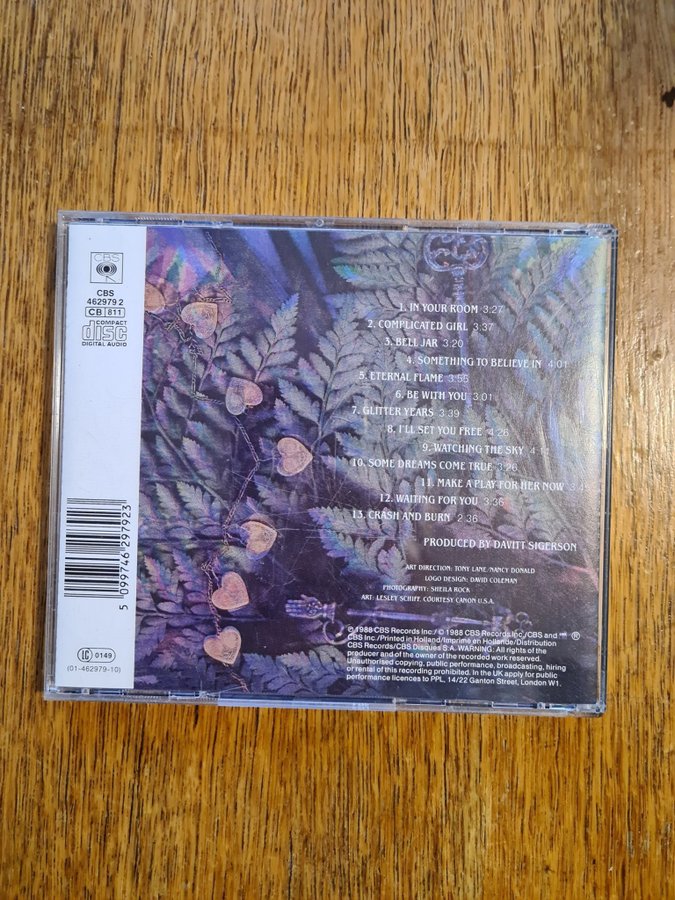 CBS
CBS
462979 2
CB 811
COMPACT
disc
DIGITAL AUDIO
5 099746 297923
LC 0149
(01-462979-10)
1. IN YOUR ROOM 3:27
2. COMPLICATED GIRL 3:37
3. BELL JAR 3:20
4. SOMETHING TO BELIEVE IN 4:01
5. ETERNAL FLAME 3:56
6. BE WITH YOU 3:01
7. GLITTER YEARS 3:39
8. I'LL SET YOU FREE 4:26
9. WATCHING THE SKY
10. SOME DREAMS COME TRUE 3:26
11. MAKE A PLAY FOR HER NOW
12. WAITING FOR YOU 3:36
13. CRASH AND BURN 2:36
PRODUCED BY DAVITT SIGERSON
ART DIRECTION: TONY LANE/NANCY DONALD
LOGO DESIGN: DAVID COLEMAN
PHOTOGRAPHY: SHEILA ROCK
ART: LESLEY SCHIFF, COURTESY CANON U.S.A.
℗ 1988 CBS Records Inc./ © 1988 CBS Records Inc./CBS and ®
CBS Inc./Printed in Holland/Imprimé en Hollande/Distribution
CBS Records/CBS Disques S.A. WARNING: All rights of the
producer and of the owner of the recorded work reserved.
Unauthorised copying, public performance, broadcasting, hiring
or rental of this recording prohibited. In the UK apply for public
performance licences to PPL, 14/22 Ganton Street, London W1.